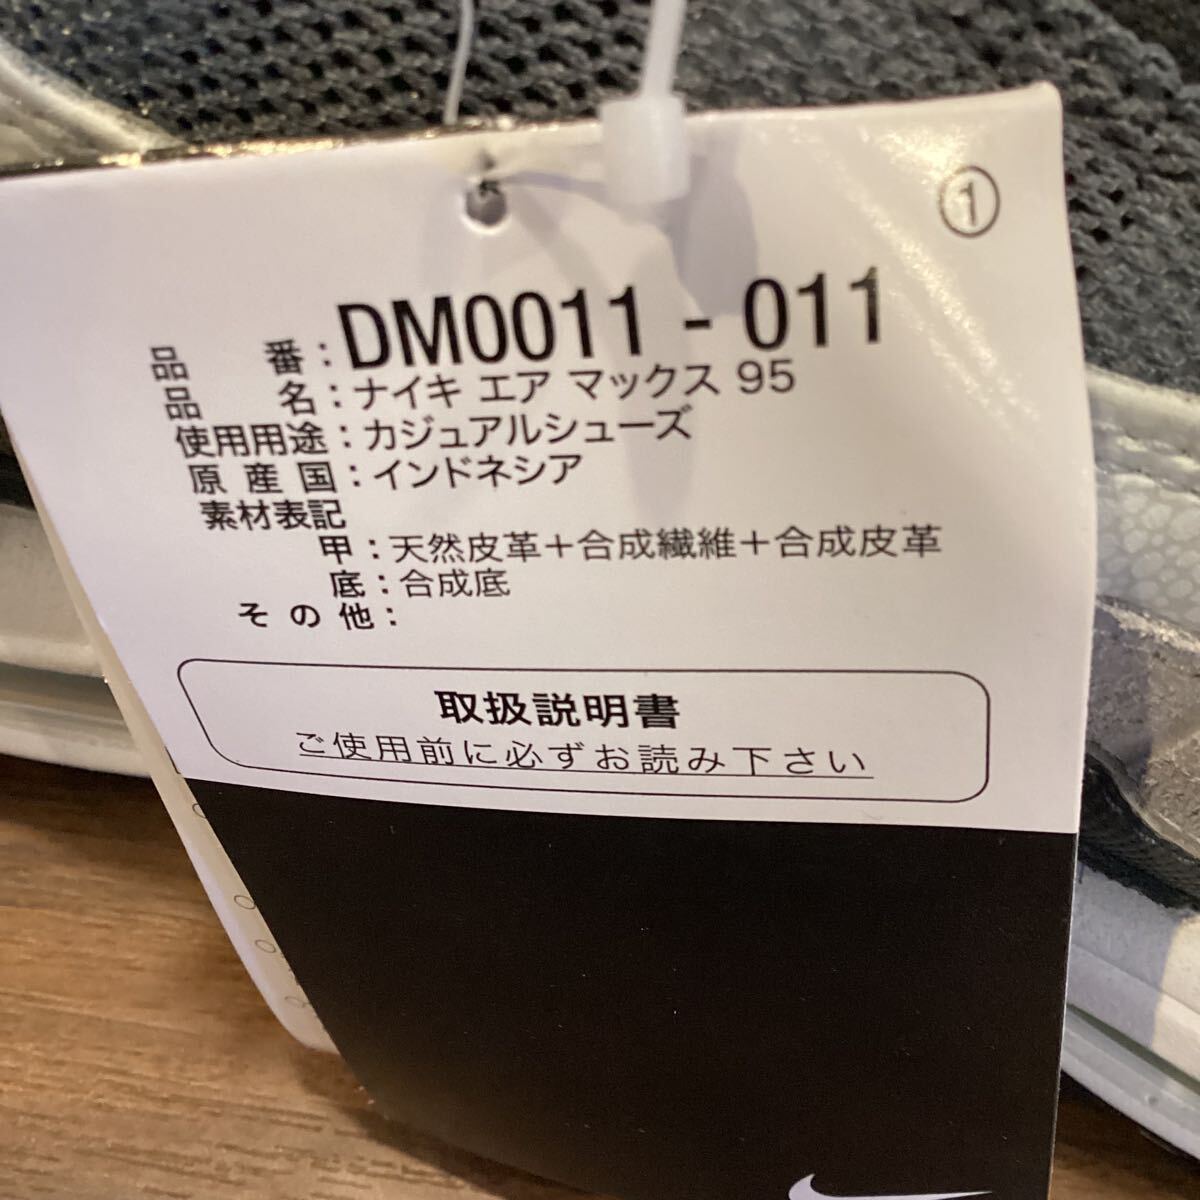 ①
品番：DM0011 - 011
品名：ナイキ エア マックス 95
使用用途：カジュアルシューズ
原産国：インドネシア
素材表記
甲：天然皮革＋合成繊維＋合成皮革
底：合成底
その他：
取扱説明書
ご使用前に必ずお読み下さい